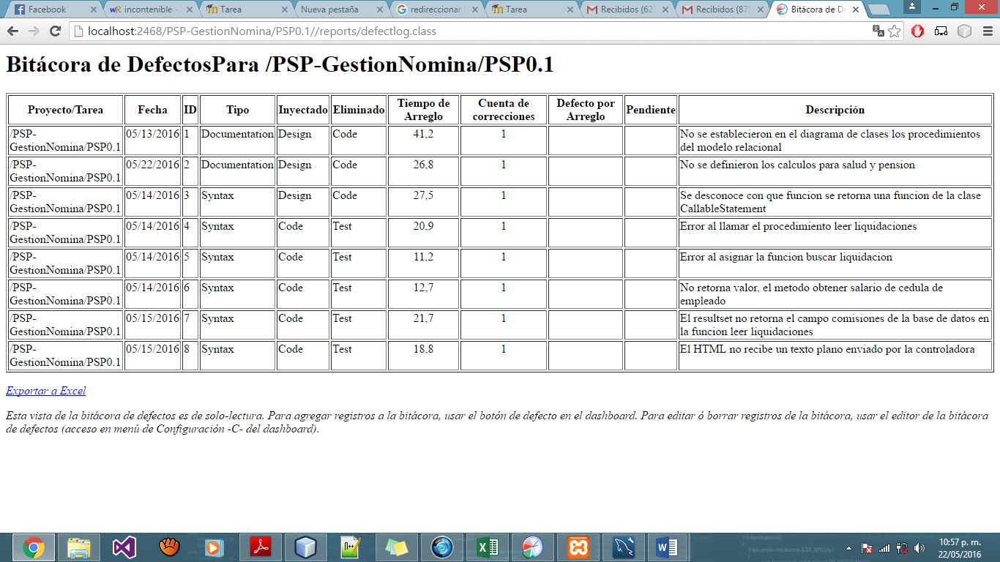 Facebook
incontenible -
Tarea
Nueva pestaña
redireccionar
Tarea
Recibidos (62
Recibidos (87)
Bitácora de De
localhost:2468/PSP-GestionNomina/PSP0.1//reports/defectlog.class
Bitácora de DefectosPara /PSP-GestionNomina/PSP0.1
Proyecto/Tarea Fecha ID Tipo Inyectado Eliminado Tiempo de Arreglo Cuenta de correcciones Defecto por Arreglo Pendiente Descripción
/PSP-GestionNomina/PSP0.1 05/13/2016 1 Documentation Design Code 41,2 1 No se establecieron en el diagrama de clases los procedimientos del modelo relacional
/PSP-GestionNomina/PSP0.1 05/22/2016 2 Documentation Design Code 26,8 1 No se definieron los calculos para salud y pension
/PSP-GestionNomina/PSP0.1 05/14/2016 3 Syntax Design Code 27,5 1 Se desconoce con que funcion se retorna una funcion de la clase CallableStatement
/PSP-GestionNomina/PSP0.1 05/14/2016 4 Syntax Code Test 20,9 1 Error al llamar el procedimiento leer liquidaciones
/PSP-GestionNomina/PSP0.1 05/14/2016 5 Syntax Code Test 11,2 1 Error al asignar la funcion buscar liquidacion
/PSP-GestionNomina/PSP0.1 05/14/2016 6 Syntax Code Test 12,7 1 No retorna valor, el metodo obtener salario de cedula de empleado
/PSP-GestionNomina/PSP0.1 05/15/2016 7 Syntax Code Test 21,7 1 El resultset no retorna el campo comisiones de la base de datos en la funcion leer liquidaciones
/PSP-GestionNomina/PSP0.1 05/15/2016 8 Syntax Code Test 18,8 1 El HTML no recibe un texto plano enviado por la controladora
Exportar a Excel
Esta vista de la bitácora de defectos es de solo-lectura. Para agregar registros a la bitácora, usar el botón de defecto en el dashboard. Para editar ó borrar registros de la bitácora, usar el editor de la bitácora
de defectos (acceso en menú de Configuración -C- del dashboard).
10:57 p. m.
22/05/2016